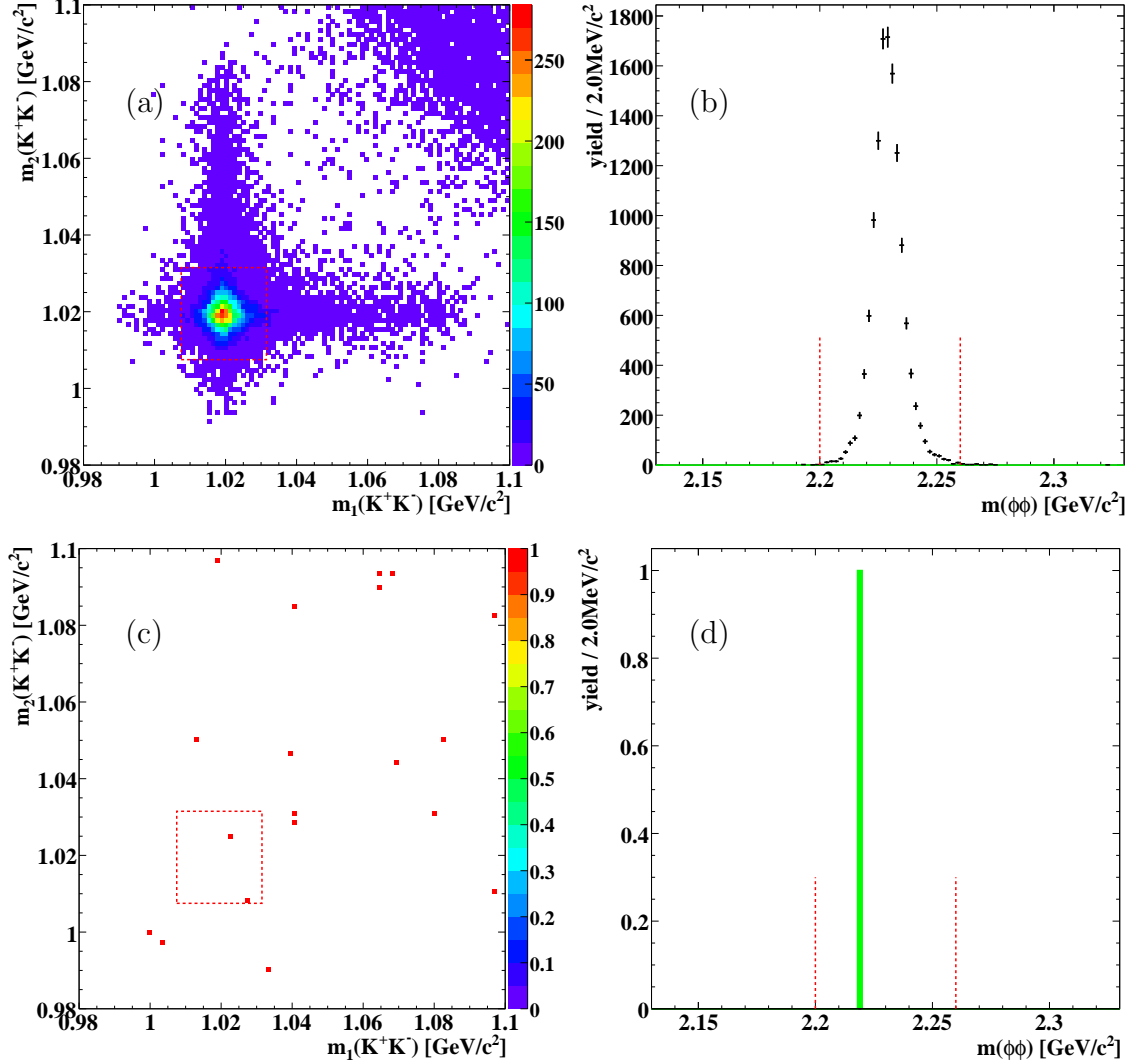 m₂(K⁺K⁻) [GeV/c²]
1.1
1.08
1.06
1.04
1.02
1
0.98
(a)
250
200
150
100
50
0
0.98 1 1.02 1.04 1.06 1.08 1.1
m₁(K⁺K⁻) [GeV/c²]
yield / 2.0MeV/c²
1800
1600
1400
1200
1000
800
600
400
200
0
(b)
2.15 2.2 2.25 2.3
m(ϕϕ) [GeV/c²]
m₂(K⁺K⁻) [GeV/c²]
1.1
1.08
1.06
1.04
1.02
1
0.98
(c)
1
0.9
0.8
0.7
0.6
0.5
0.4
0.3
0.2
0.1
0
0.98 1 1.02 1.04 1.06 1.08 1.1
m₁(K⁺K⁻) [GeV/c²]
yield / 2.0MeV/c²
1
0.8
0.6
0.4
0.2
0
(d)
2.15 2.2 2.25 2.3
m(ϕϕ) [GeV/c²]